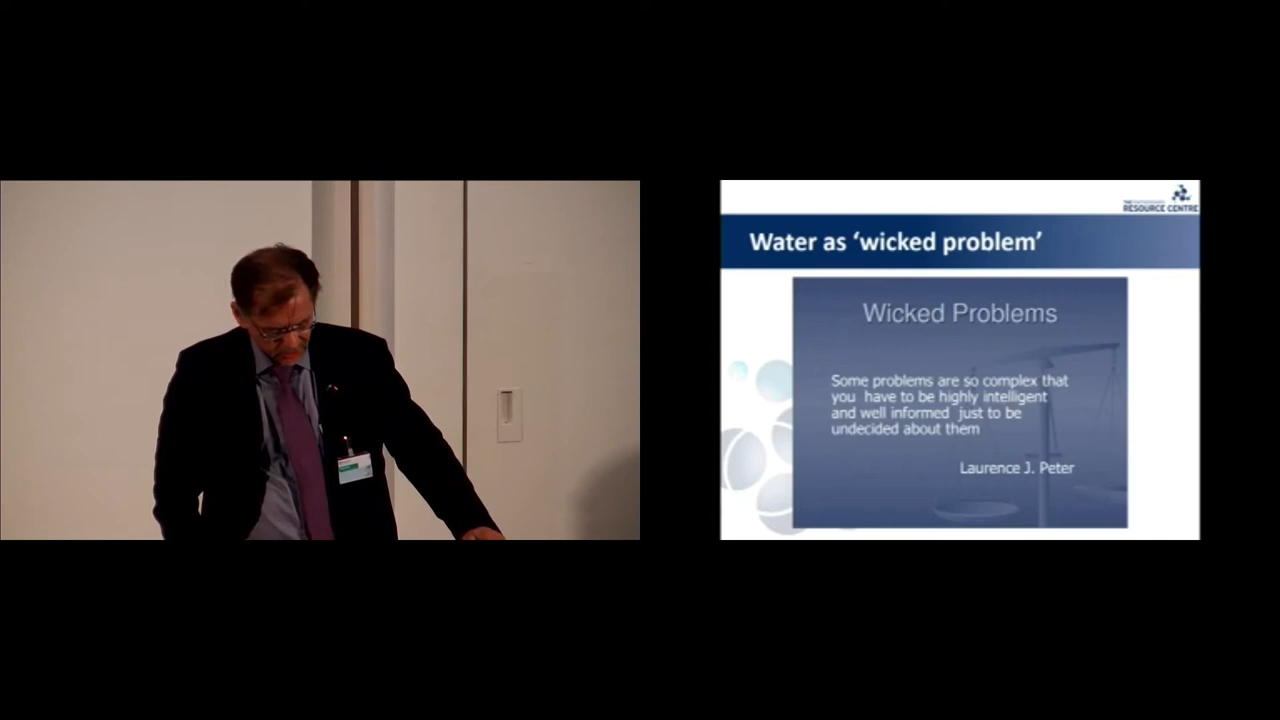 THE
RESOURCE CENTRE
Water as ‘wicked problem’
Wicked Problems
Some problems are so complex that
you have to be highly intelligent
and well informed just to be
undecided about them
Laurence J. Peter